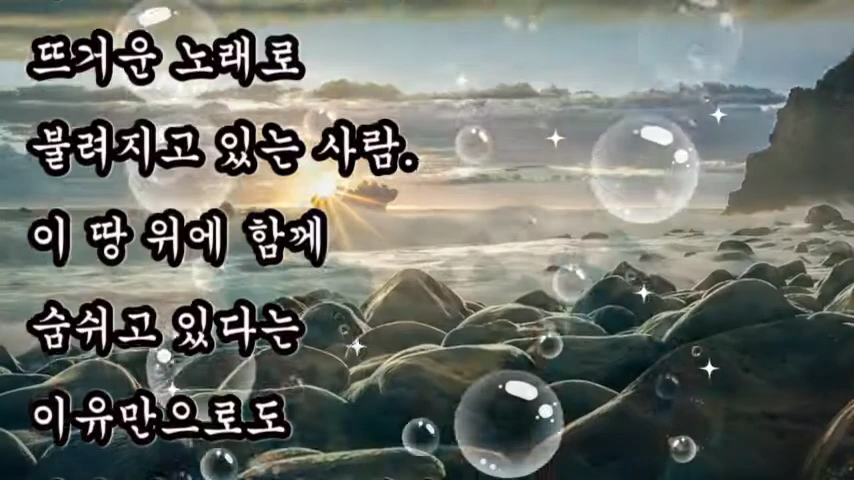 뜨거운 노래로
불려지고 있는 사람.
이 땅 위에 함께
숨쉬고 있다는
이유만으로도